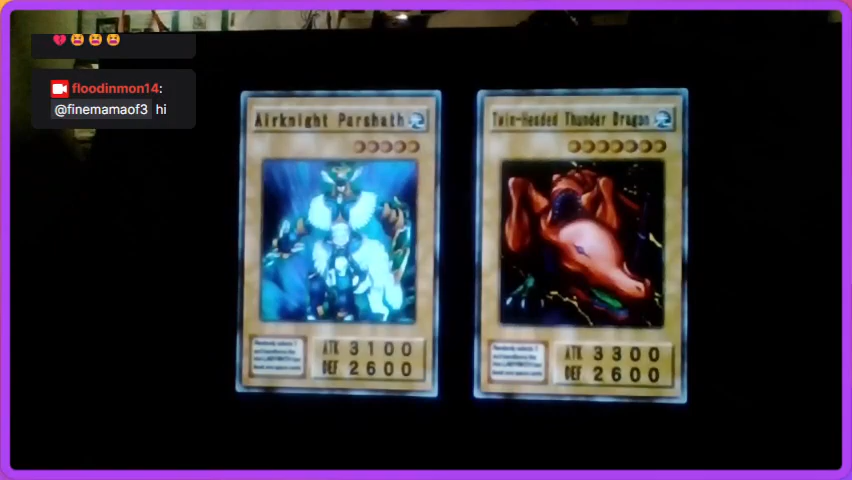 💔 😫 😫 😫
floodinmon14:
@finemamaof3 hi
Airknight Parshath
Twin-Headed Thunder Dragon
ATK 3100
DEF 2600
ATK 3300
DEF 2600